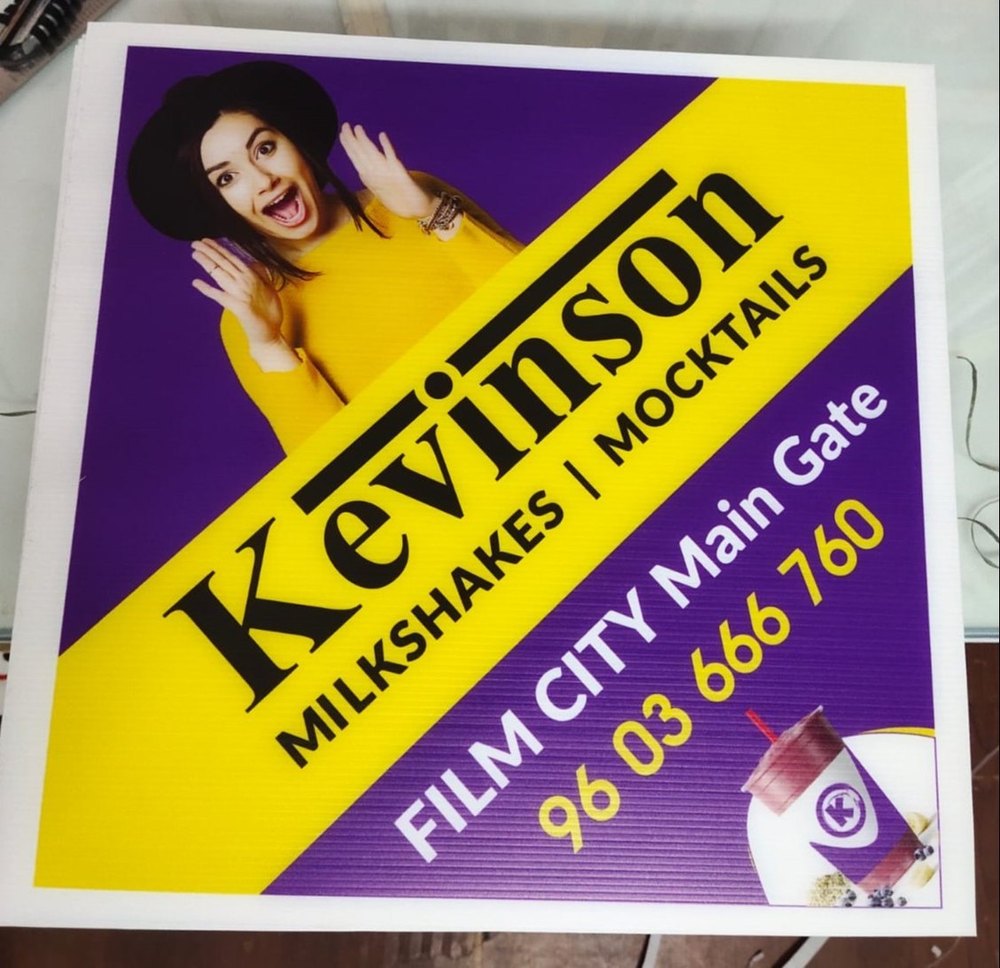 Kevinson
MILKSHAKES | MOCKTAILS
FILM CITY Main Gate
96 03 666 760
K